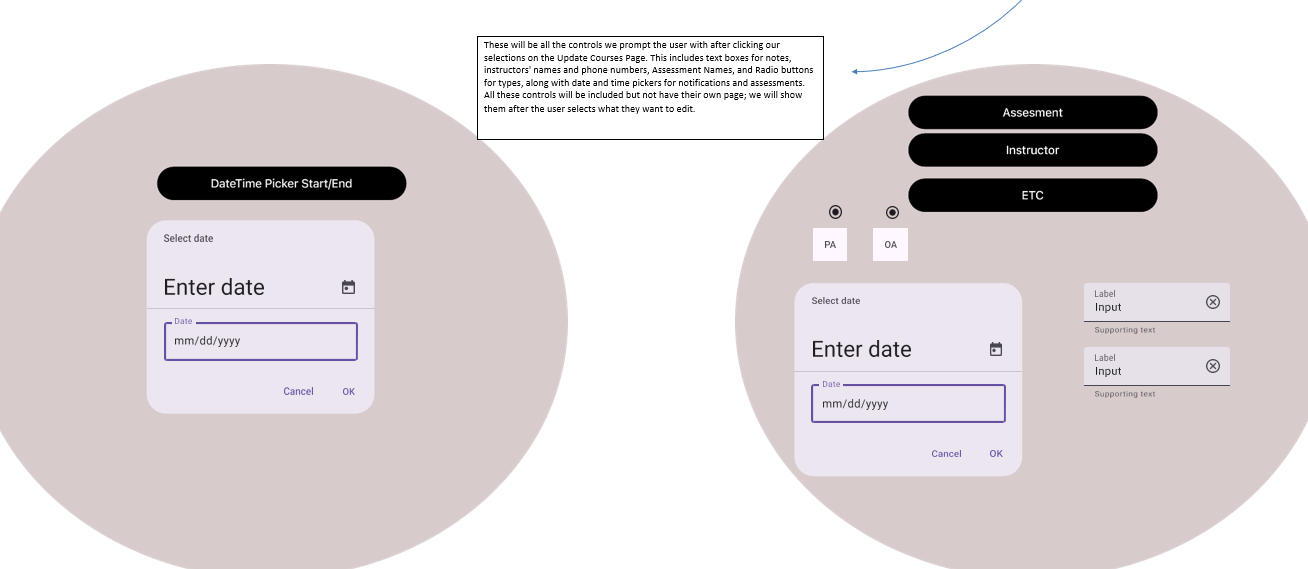 These will be all the controls we prompt the user with after clicking our
selections on the Update Courses Page. This includes text boxes for notes,
instructors' names and phone numbers, Assessment Names, and Radio buttons
for types, along with date and time pickers for notifications and assessments.
All these controls will be included but not have their own page; we will show
them after the user selects what they want to edit.
DateTime Picker Start/End
Select date
Enter date
Date
mm/dd/yyyy
Cancel OK
Assesment
Instructor
ETC
PA OA
Select date
Enter date
Date
mm/dd/yyyy
Cancel OK
Label
Input
Supporting text
Label
Input
Supporting text